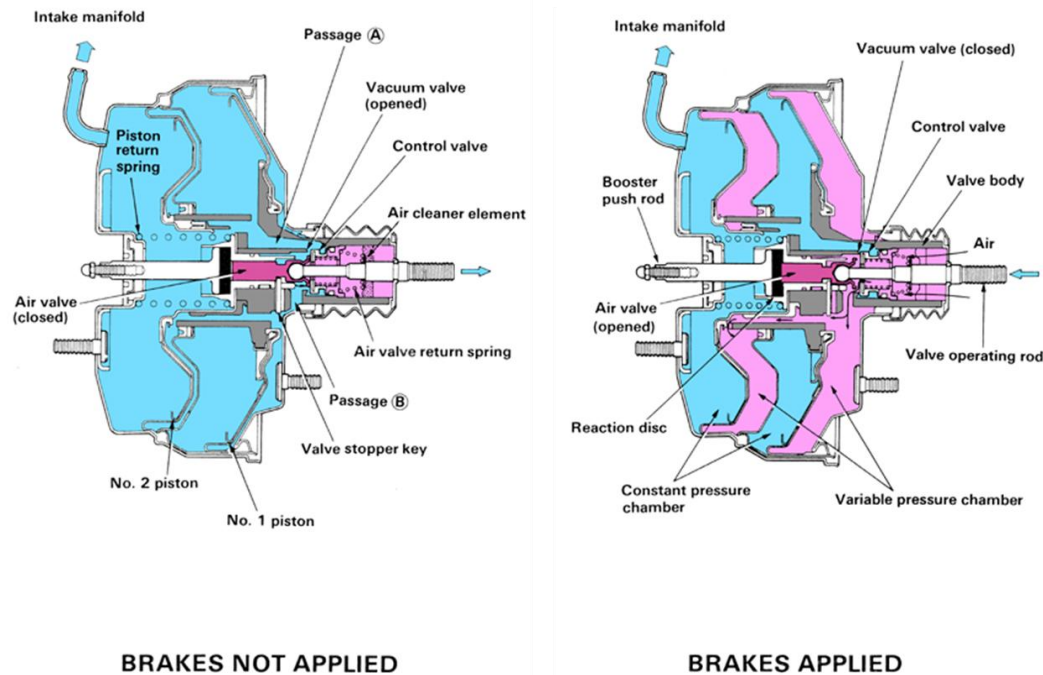 Intake manifold
Passage Ⓐ
Vacuum valve
(opened)
Control valve
Air cleaner element
Piston
return
spring
Air valve
(closed)
Air valve return spring
Passage Ⓑ
Valve stopper key
No. 2 piston
No. 1 piston
BRAKES NOT APPLIED
Intake manifold
Vacuum valve (closed)
Control valve
Valve body
Booster
push rod
Air
Air valve
(opened)
Valve operating rod
Reaction disc
Constant pressure
chamber
Variable pressure chamber
BRAKES APPLIED